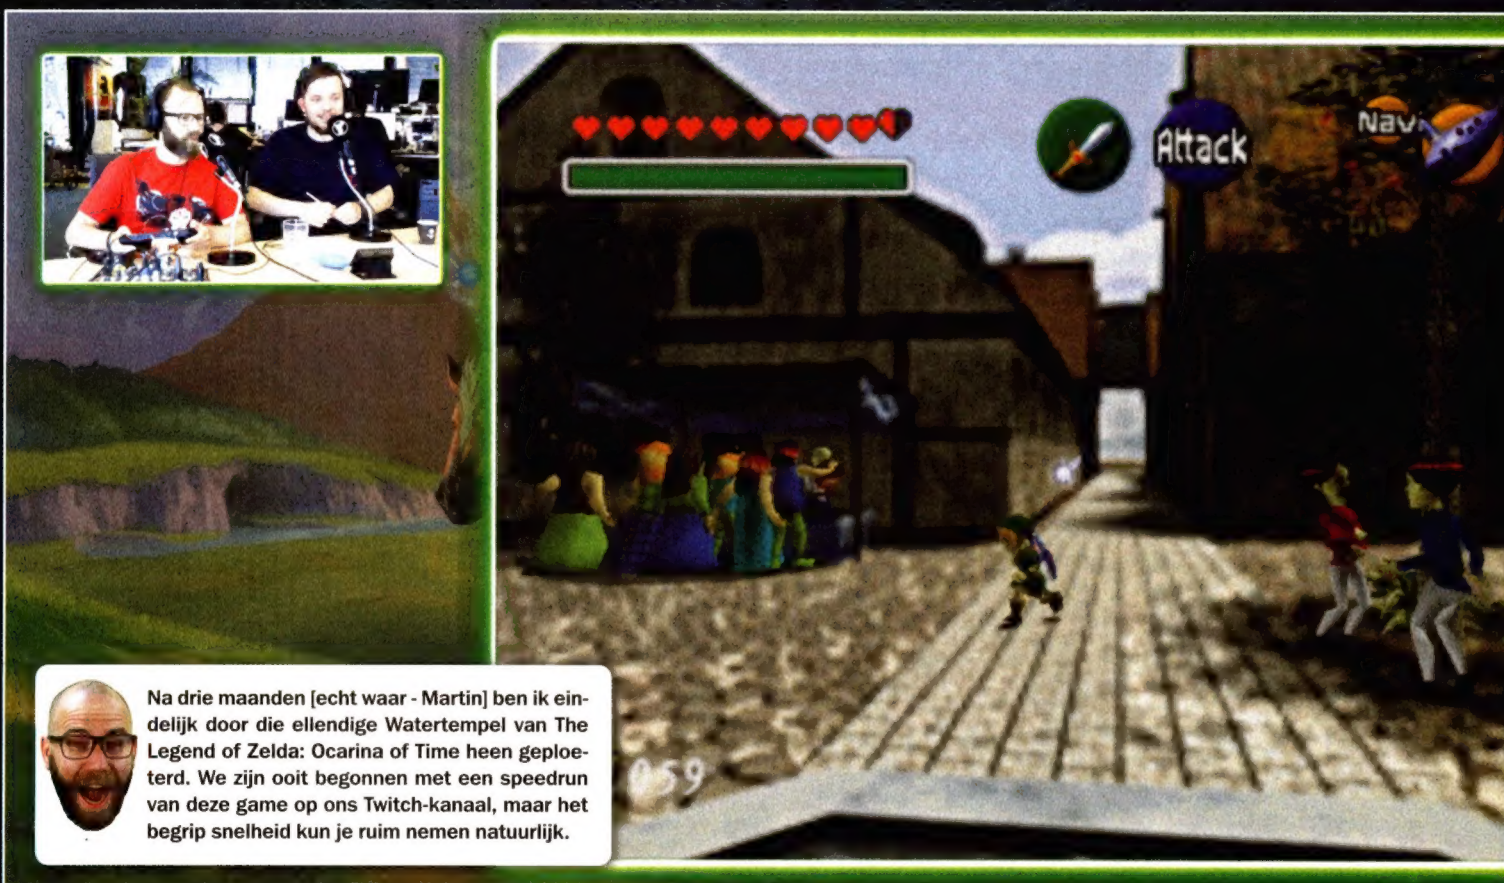 Attack
Navi
059
Na drie maanden [echt waar - Martin] ben ik ein-
delijk door die ellendige Watertempel van The
Legend of Zelda: Ocarina of Time heen geploe-
terd. We zijn ooit begonnen met een speedrun
van deze game op ons Twitch-kanaal, maar het
begrip snelheid kun je ruim nemen natuurlijk.